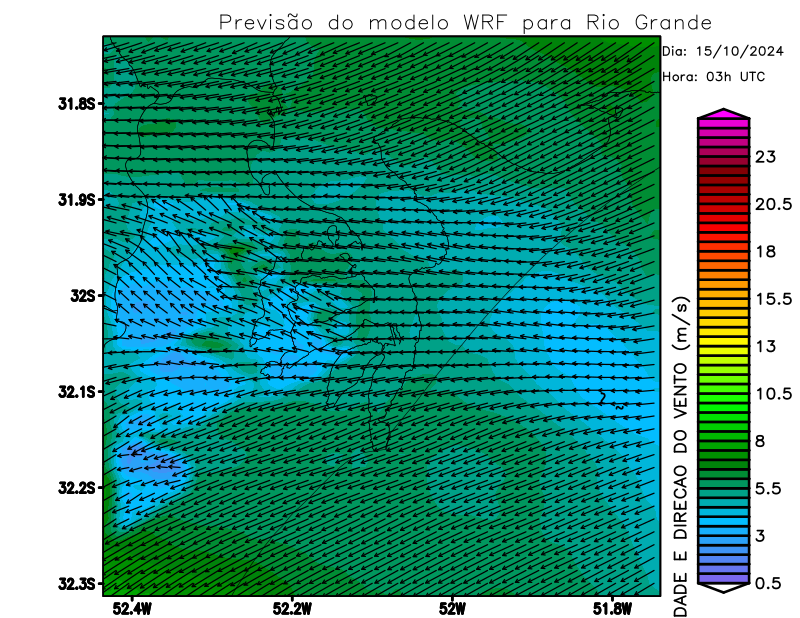 Previsão do modelo WRF para Rio Grande
Dia: 15/10/2024
Hora: 03h UTC
31.8S
31.9S
32S
32.1S
32.2S
32.3S
52.4W
52.2W
52W
51.8W
23
20.5
18
15.5
13
10.5
8
5.5
3
0.5
DADE E DIRECAO DO VENTO (m/s)